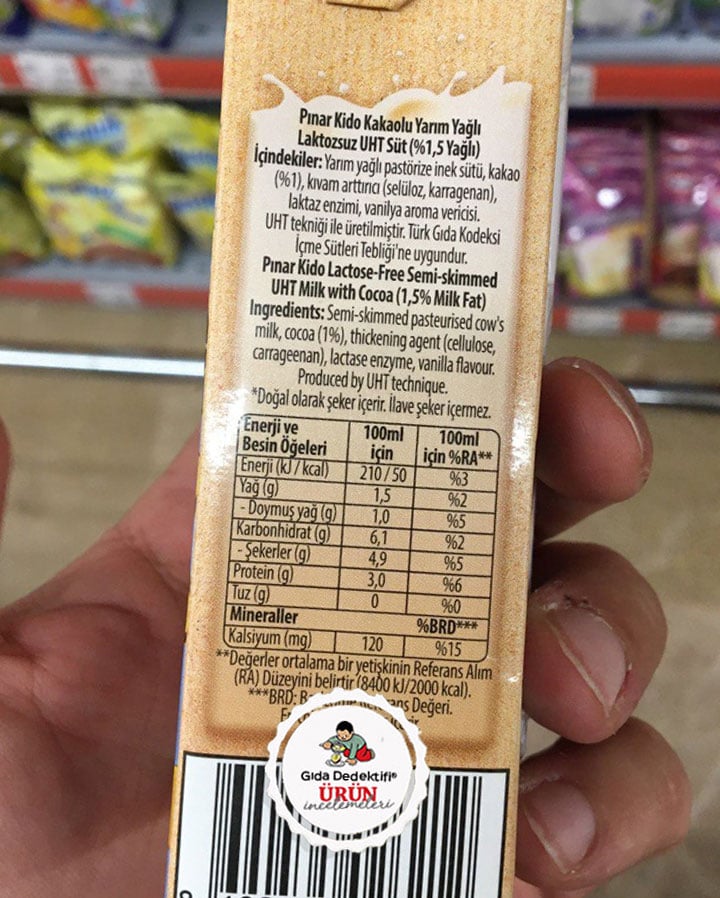 Pınar Kido Kakaolu Yarım Yağlı
Laktozsuz UHT Süt (%1,5 Yağlı)
İçindekiler: Yarım yağlı pastörize inek sütü, kakao
(%1), kıvam arttırıcı (selüloz, karragenan),
laktaz enzimi, vanilya aroma vericisi.
UHT tekniği ile üretilmiştir. Türk Gıda Kodeksi
İçme Sütleri Tebliği'ne uygundur.
Pınar Kido Lactose-Free Semi-skimmed
UHT Milk with Cocoa (1,5% Milk Fat)
Ingredients: Semi-skimmed pasteurised cow's
milk, cocoa (1%), thickening agent (cellulose,
carrageenan), lactase enzyme, vanilla flavour.
Produced by UHT technique.
*Doğal olarak şeker içerir. İlave şeker içermez.
Enerji ve Besin Öğeleri 100ml için 100ml için %RA**
Enerji (kJ / kcal) 210 / 50 %3
Yağ (g) 1,5 %2
- Doymuş yağ (g) 1,0 %5
Karbonhidrat (g) 6,1 %2
- Şekerler (g) 4,9 %5
Protein (g) 3,0 %6
Tuz (g) 0 %0
Mineraller %BRD***
Kalsiyum (mg) 120 %15
**Değerler ortalama bir yetişkinin Referans Alım
(RA) Düzeyini belirtir (8400 kJ/2000 kcal).
***BRD: Değeri.
Gıda Dedektifi®
ÜRÜN
incelemeleri